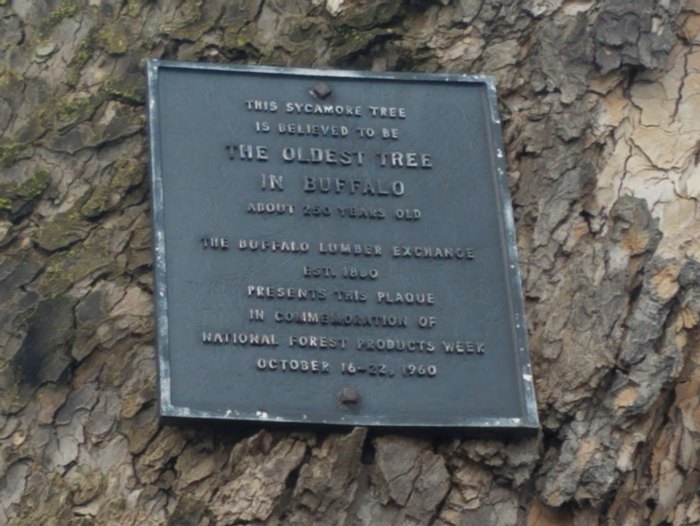 THIS SYCAMORE TREE
IS BELIEVED TO BE
THE OLDEST TREE
IN BUFFALO
ABOUT 250 YEARS OLD
THE BUFFALO LUMBER EXCHANGE
EST. 1880
PRESENTS THIS PLAQUE
IN COMMEMORATION OF
NATIONAL FOREST PRODUCTS WEEK
OCTOBER 16-22, 1960